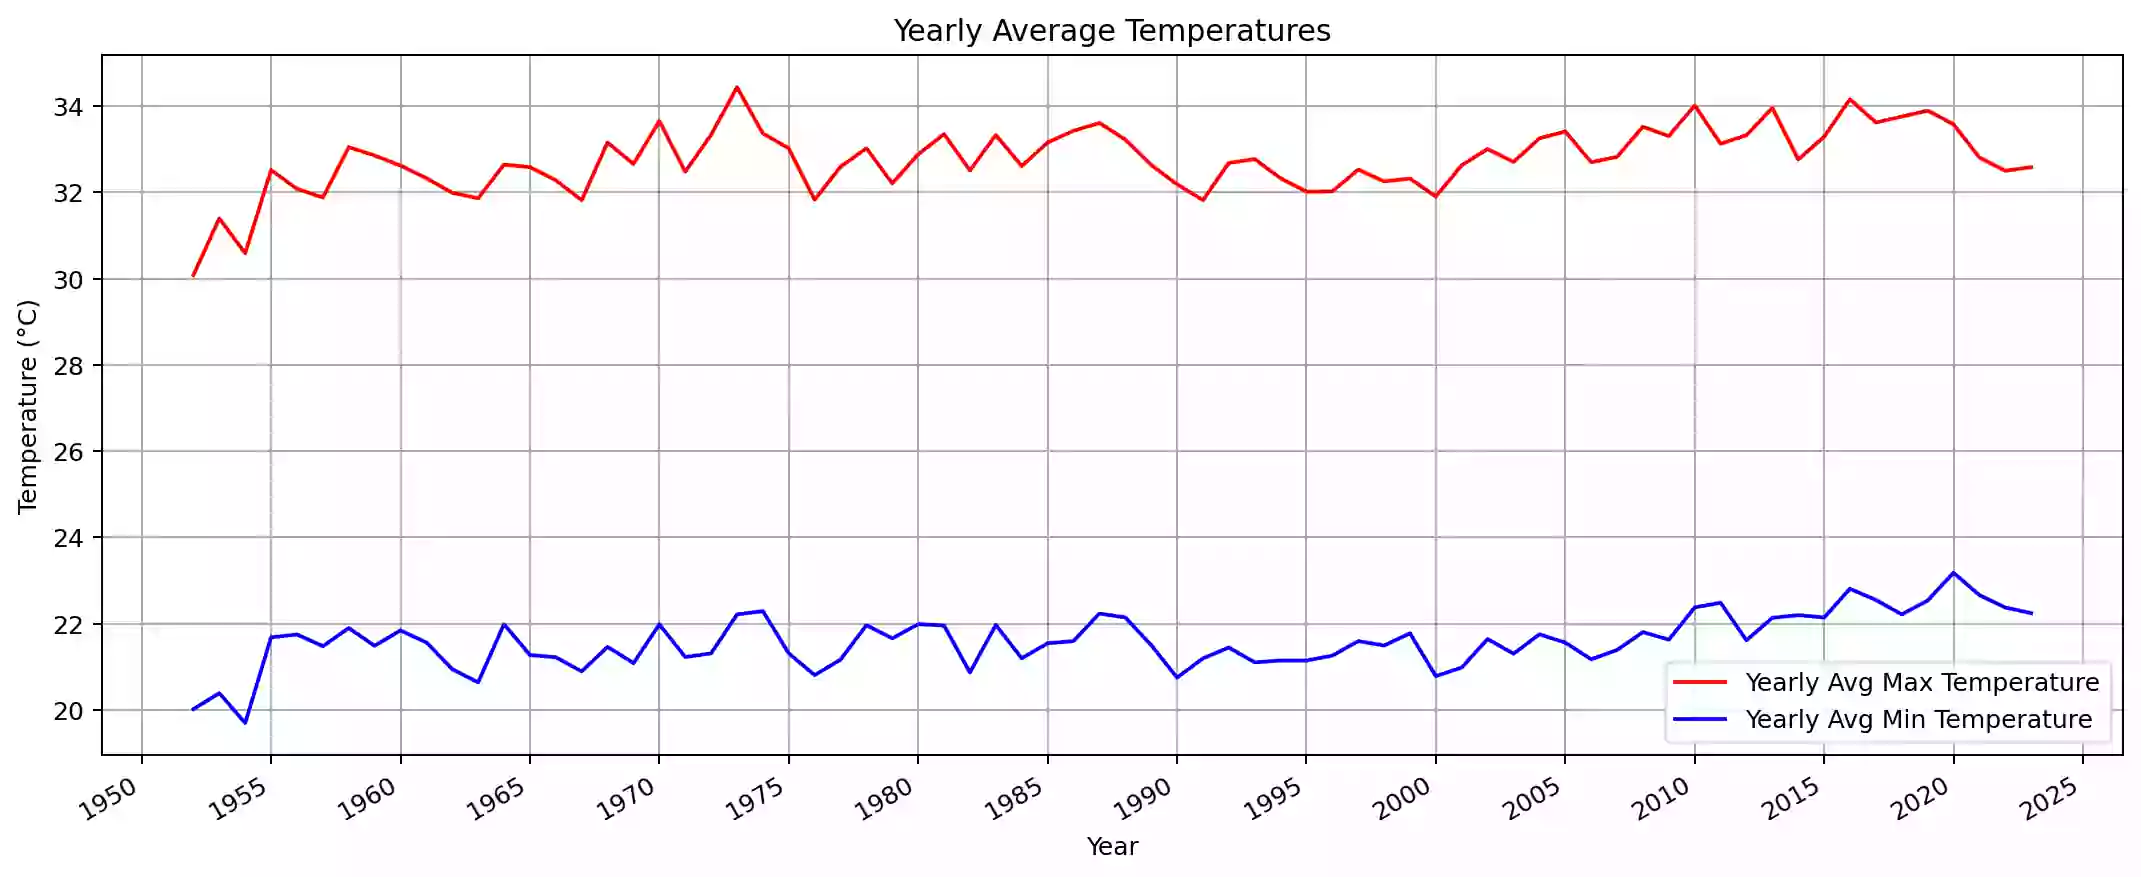 Yearly Average Temperatures
34
32
30
28
26
24
22
20
Temperature (°C)
Yearly Avg Max Temperature
Yearly Avg Min Temperature
1950 1955 1960 1965 1970 1975 1980 1985 1990 1995 2000 2005 2010 2015 2020 2025
Year